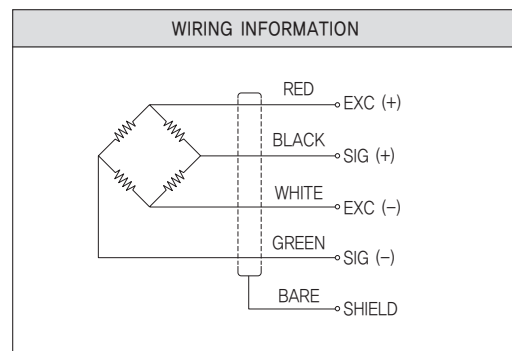 WIRING INFORMATION
RED
EXC (+)
BLACK
SIG (+)
WHITE
EXC (−)
GREEN
SIG (−)
BARE
SHIELD